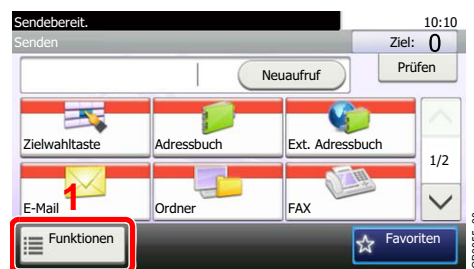 Sendebereit. 10:10
Senden Ziel: 0
Neuaufruf Prüfen
Zielwahltaste Adressbuch Ext. Adressbuch
1/2
E-Mail Ordner FAX
1
Funktionen Favoriten